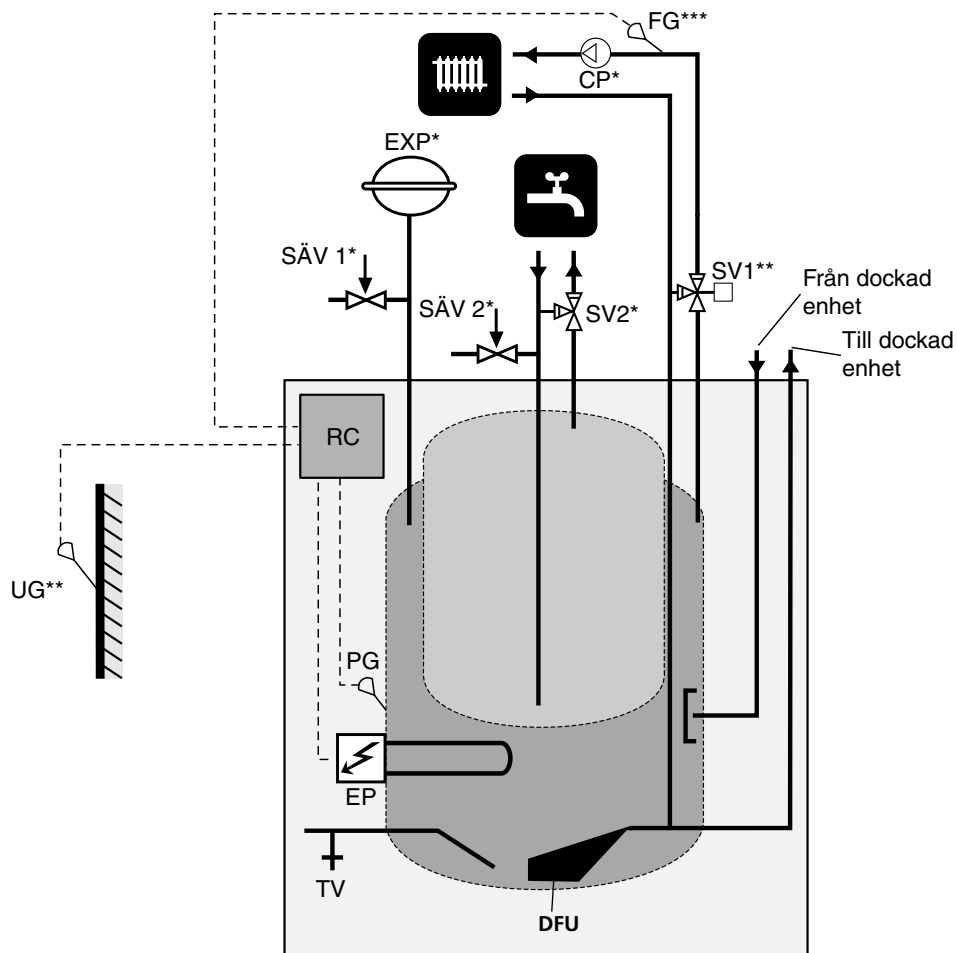 FG***
CP*
EXP*
SÄV 1*
SV1**
Från dockad
enhet
SÄV 2*
SV2*
Till dockad
enhet
RC
UG**
PG
EP
TV
DFU